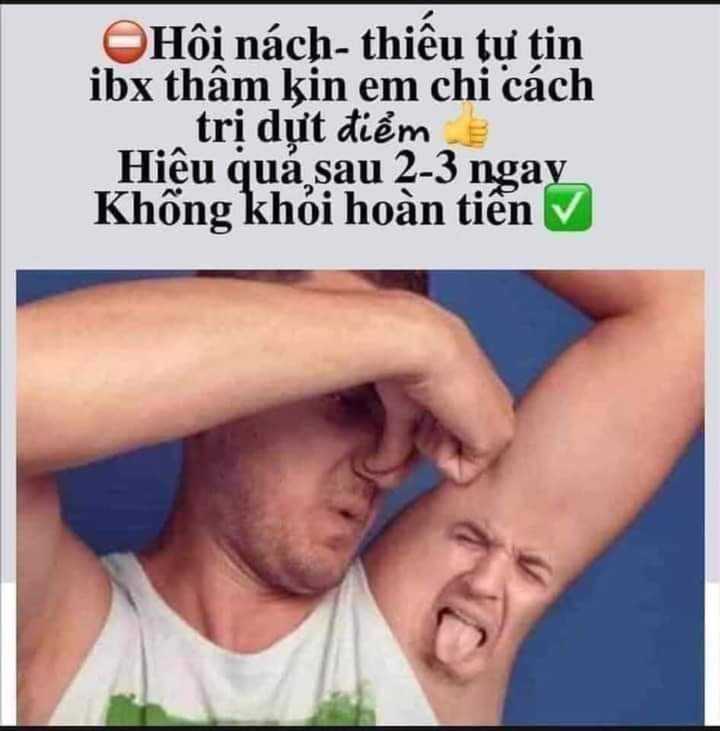 ⛔Hôi nách- thiếu tự tin
ibx thầm kín em chỉ cách
trị dứt điểm 👍
Hiệu quả sau 2-3 ngay
Không khỏi hoàn tiền ✅